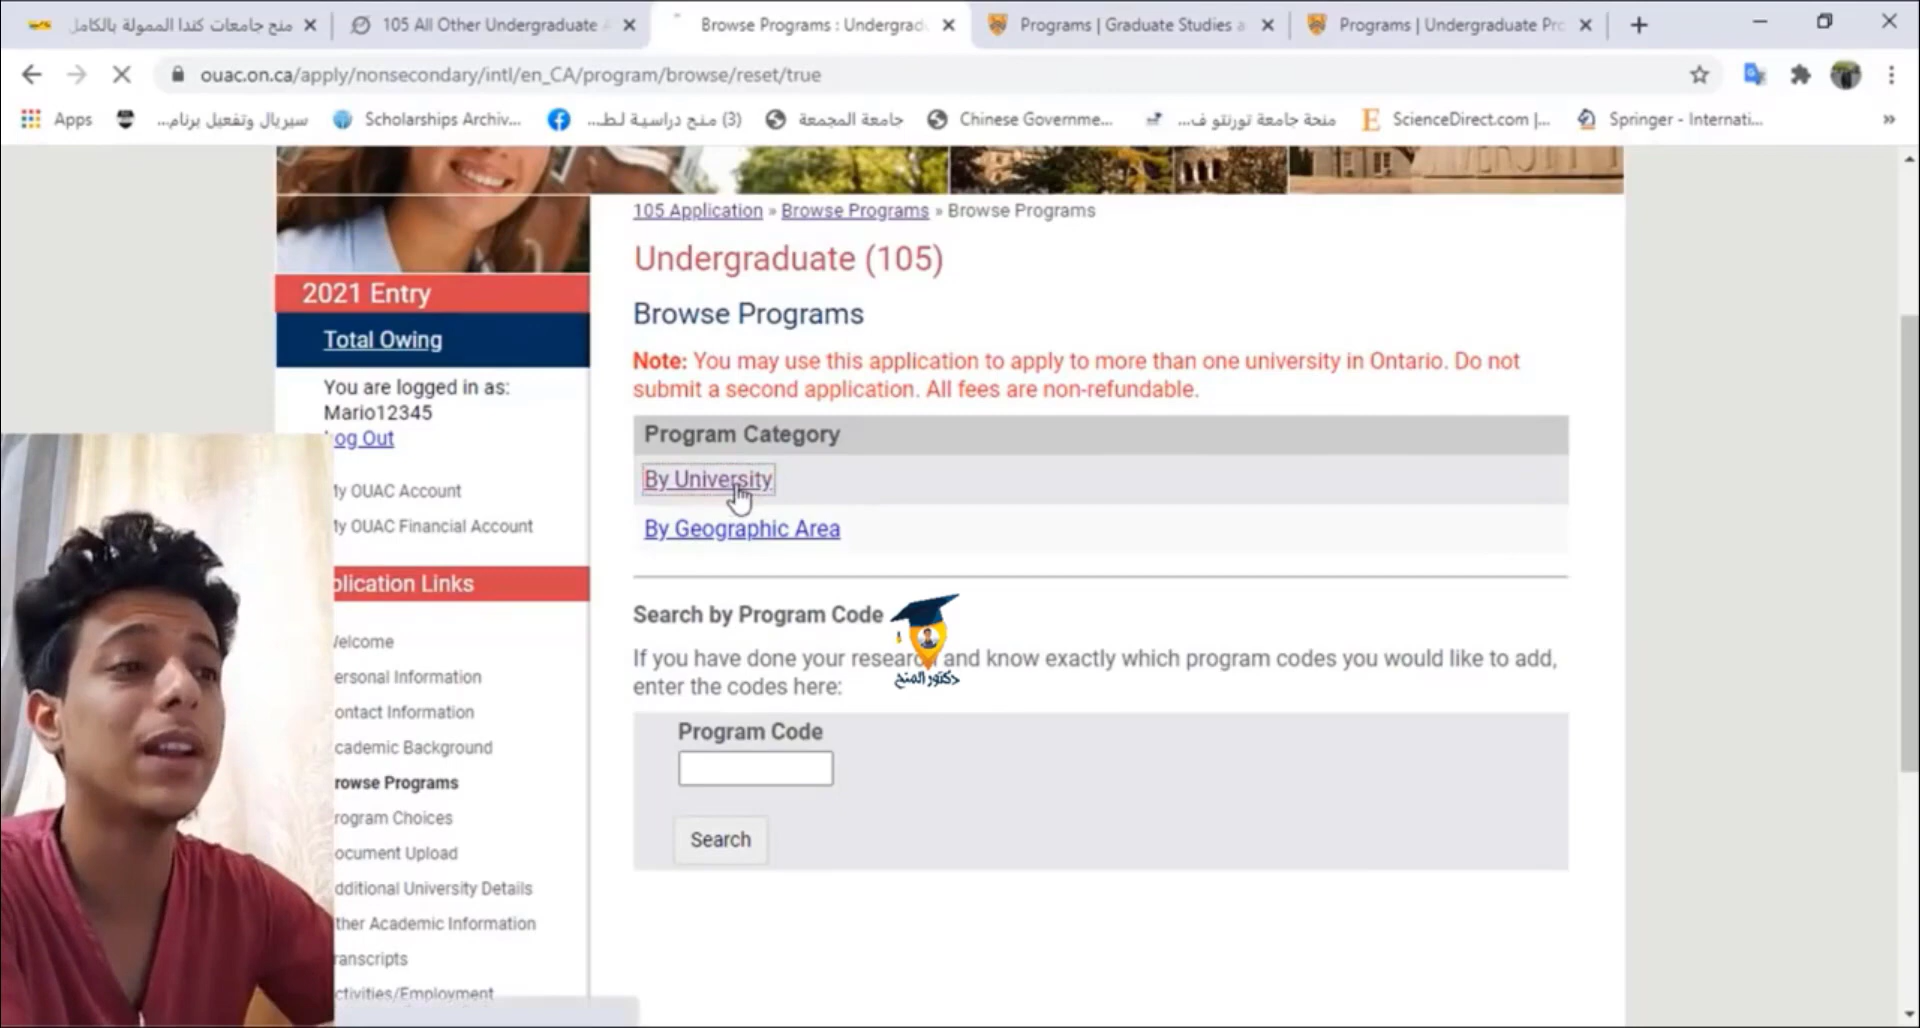 منح جامعات كندا الممولة بالكامل
105 All Other Undergraduate
Browse Programs : Undergrad
Programs | Graduate Studies a
Programs | Undergraduate Pro
ouac.on.ca/apply/nonsecondary/intl/en_CA/program/browse/reset/true
Apps
سيريال وتفعيل برنام...
Scholarships Archiv...
(3) منح دراسية لط...
جامعة المجمعة
Chinese Governme...
منحة جامعة تورنتو ف...
ScienceDirect.com |...
Springer - Internati...
»
105 Application » Browse Programs » Browse Programs
Undergraduate (105)
2021 Entry
Total Owing
You are logged in as:
Mario12345
og Out
y OUAC Account
y OUAC Financial Account
plication Links
elcome
ersonal Information
ontact Information
cademic Background
rowse Programs
rogram Choices
ocument Upload
dditional University Details
ther Academic Information
ranscripts
ctivities/Employment
Browse Programs
Note: You may use this application to apply to more than one university in Ontario. Do not
submit a second application. All fees are non-refundable.
Program Category
By University
By Geographic Area
Search by Program Code
If you have done your research and know exactly which program codes you would like to add,
enter the codes here:
دكتور المنح
Program Code
Search